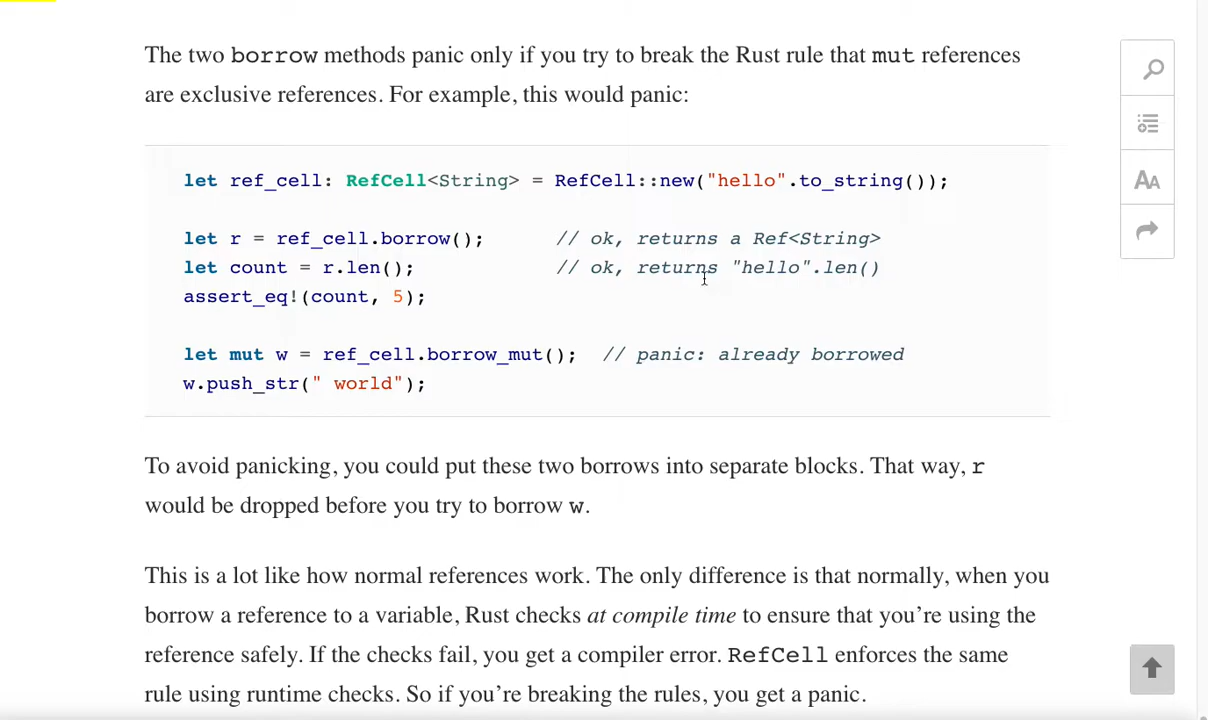 The two borrow methods panic only if you try to break the Rust rule that mut references
are exclusive references. For example, this would panic:
let ref_cell: RefCell<String> = RefCell::new("hello".to_string());
let r = ref_cell.borrow();      // ok, returns a Ref<String>
let count = r.len();            // ok, returns "hello".len()
assert_eq!(count, 5);
let mut w = ref_cell.borrow_mut();  // panic: already borrowed
w.push_str(" world");
To avoid panicking, you could put these two borrows into separate blocks. That way, r
would be dropped before you try to borrow w.
This is a lot like how normal references work. The only difference is that normally, when you
borrow a reference to a variable, Rust checks at compile time to ensure that you’re using the
reference safely. If the checks fail, you get a compiler error. RefCell enforces the same
rule using runtime checks. So if you’re breaking the rules, you get a panic.
AA